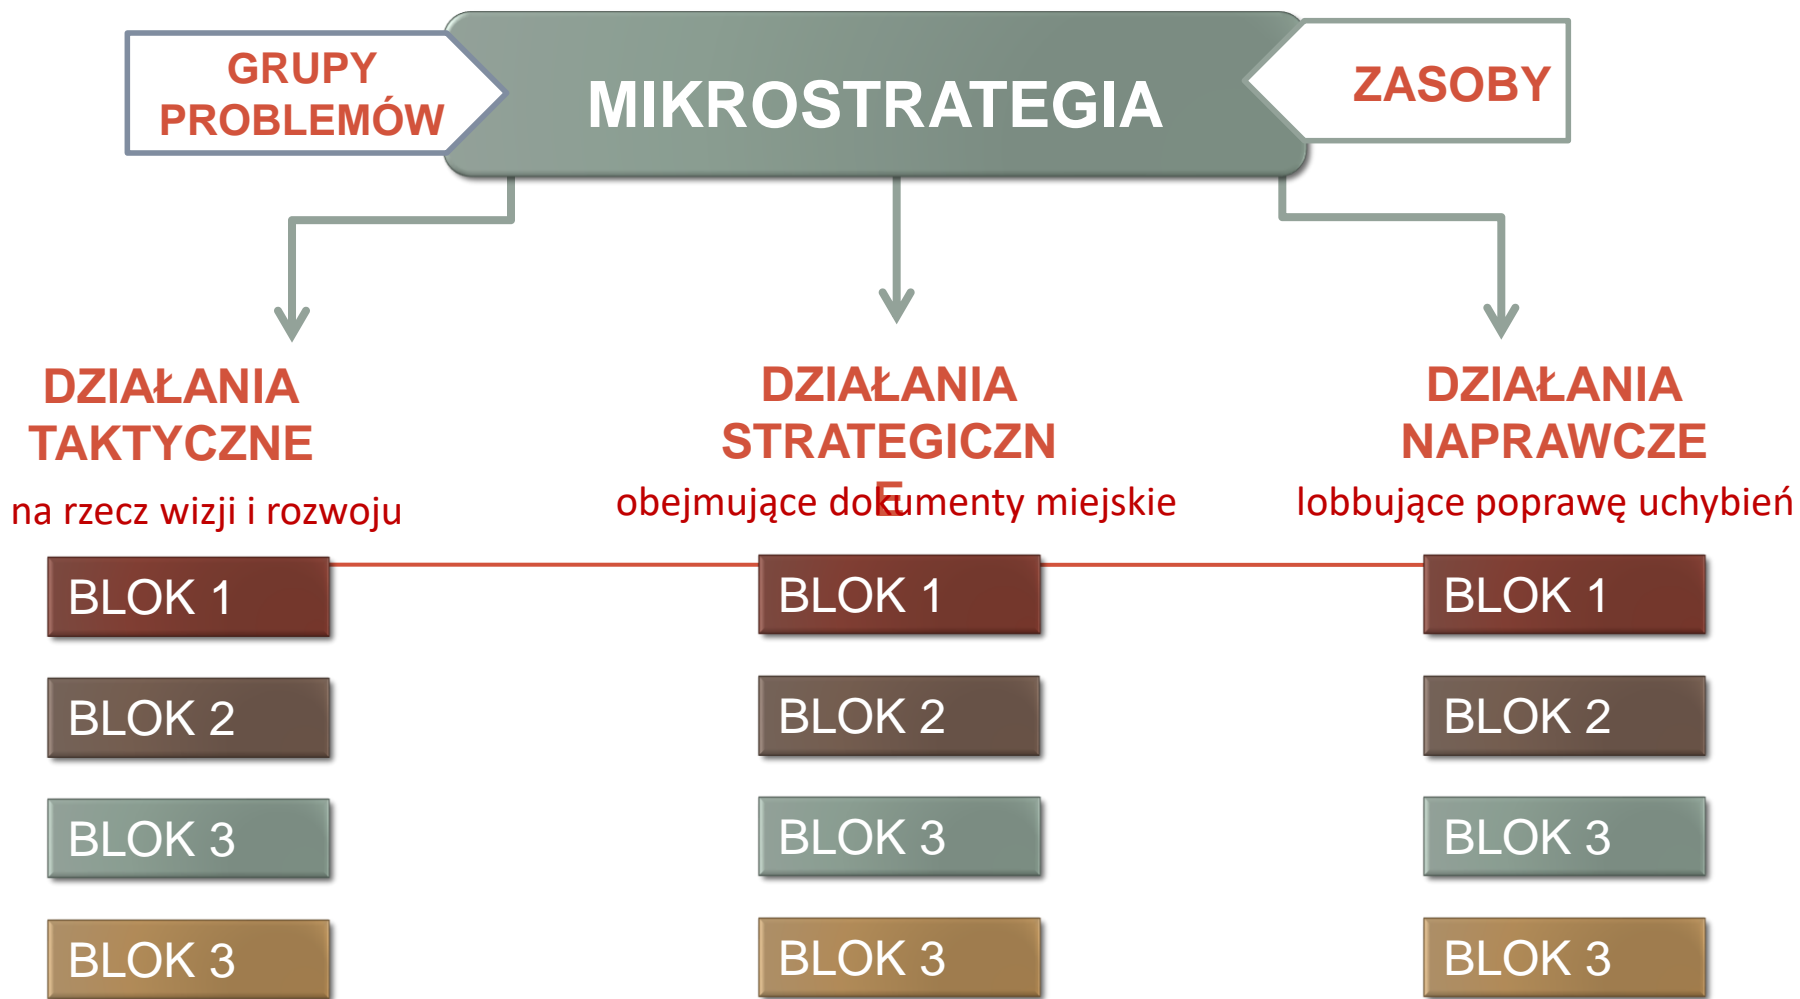 GRUPY
PROBLEMÓW
MIKROSTRATEGIA
ZASOBY
DZIAŁANIA
TAKTYCZNE
na rzecz wizji i rozwoju
DZIAŁANIA
STRATEGICZN
E
obejmujące dokumenty miejskie
DZIAŁANIA
NAPRAWCZE
lobbujące poprawę uchybień
BLOK 1
BLOK 1
BLOK 1
BLOK 2
BLOK 2
BLOK 2
BLOK 3
BLOK 3
BLOK 3
BLOK 3
BLOK 3
BLOK 3